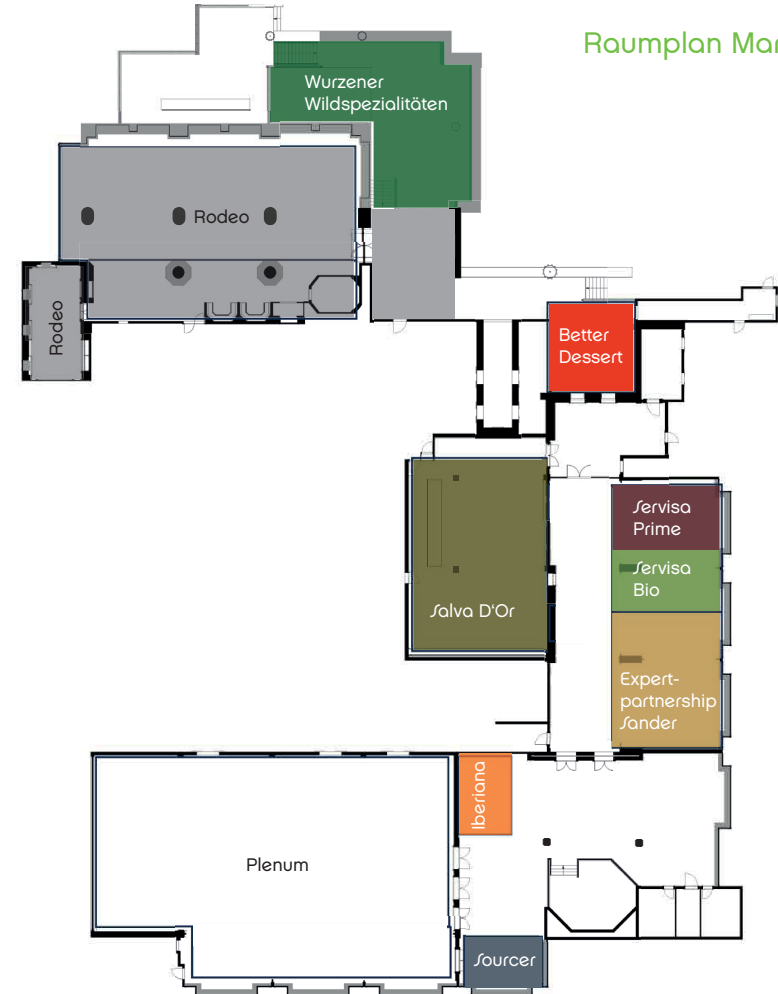 Raumplan Mar
Wurzener
Wildspezialitäten
Rodeo
Rodeo
Better
Dessert
Servisa
Prime
Servisa
Bio
Salva D'Or
Expert-
partnership
Sander
Iberiana
Plenum
Sourcer